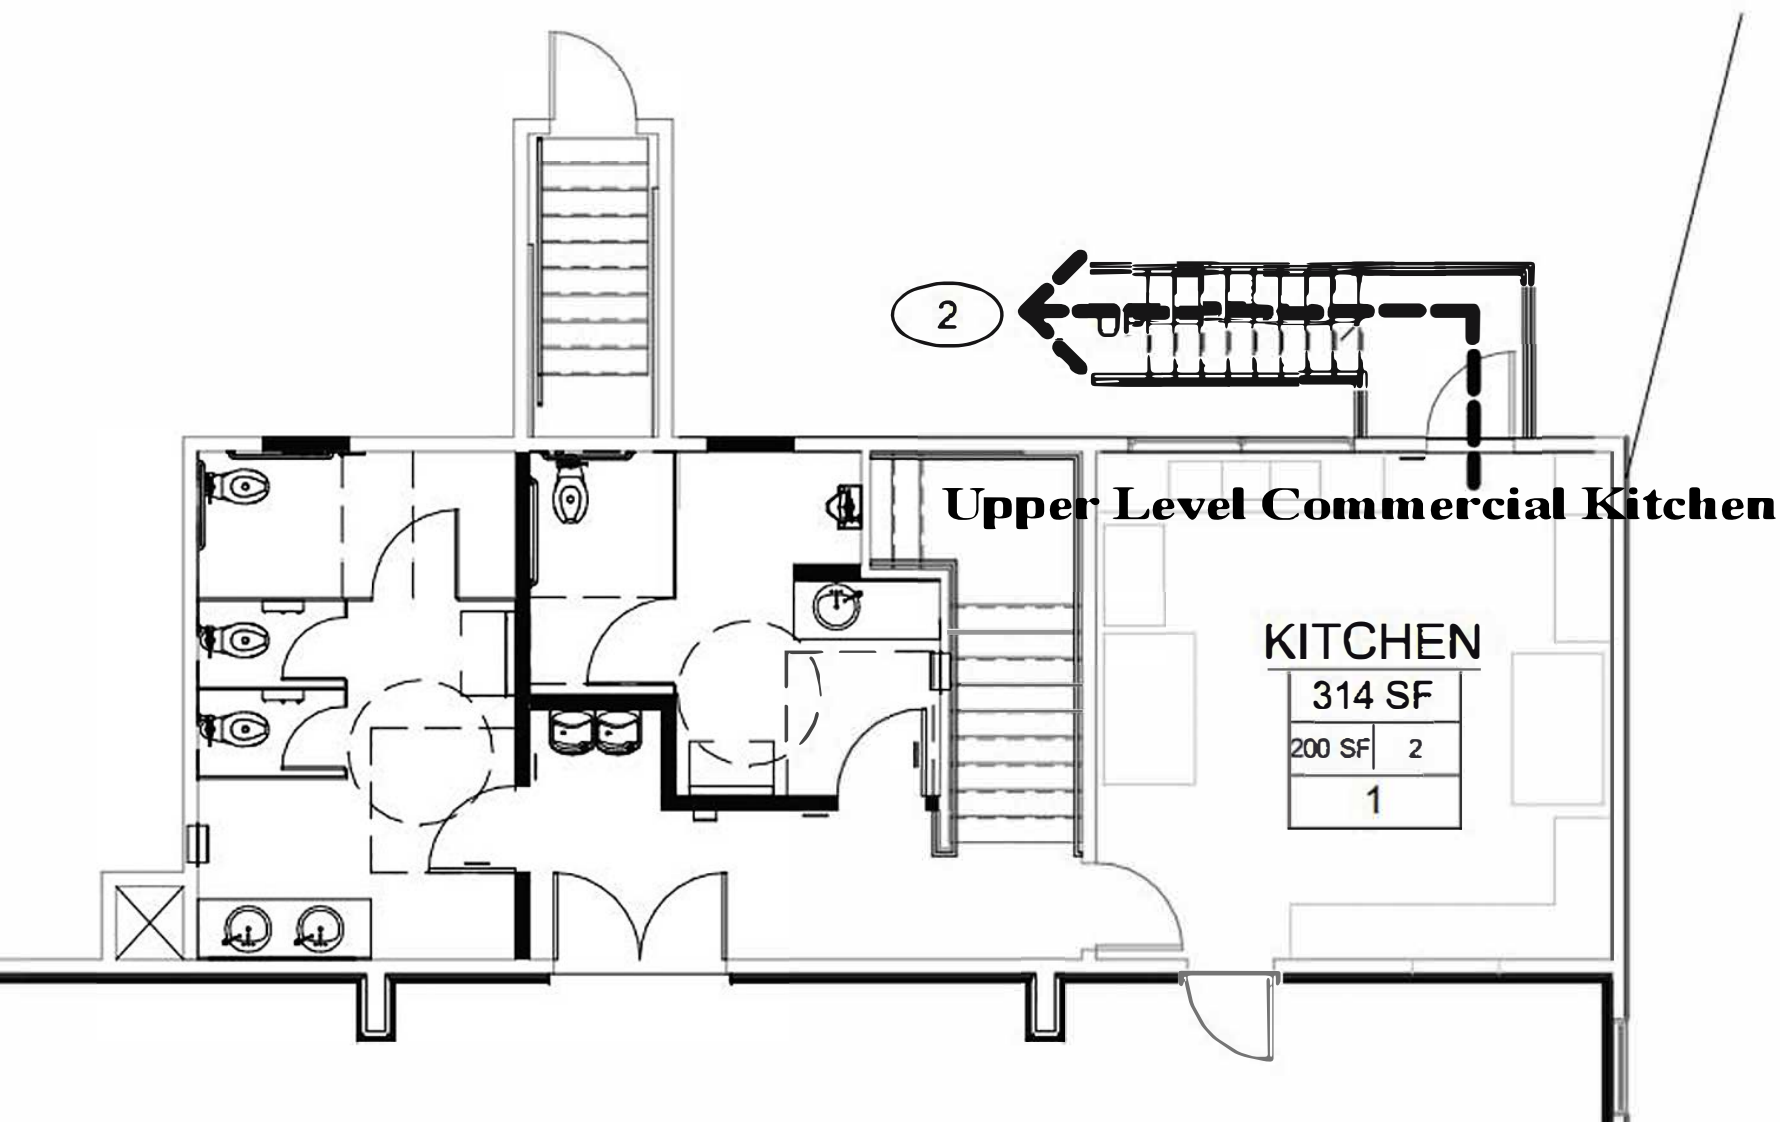 2
UP
Upper Level Commercial Kitchen
KITCHEN
314 SF
200 SF 2
1